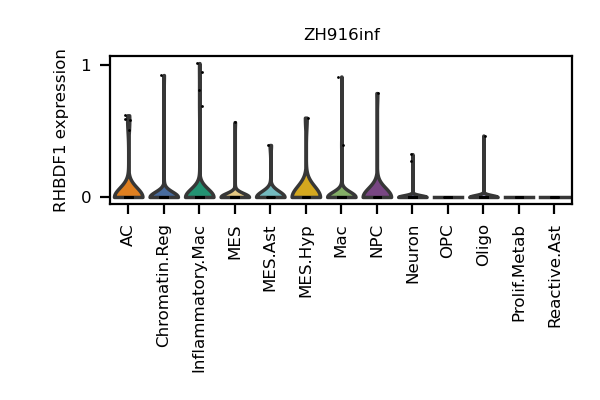 ZH916inf
RHBDF1 expression
1
0
AC
Chromatin.Reg
Inflammatory.Mac
MES
MES.Ast
MES.Hyp
Mac
NPC
Neuron
OPC
Oligo
Prolif.Metab
Reactive.Ast